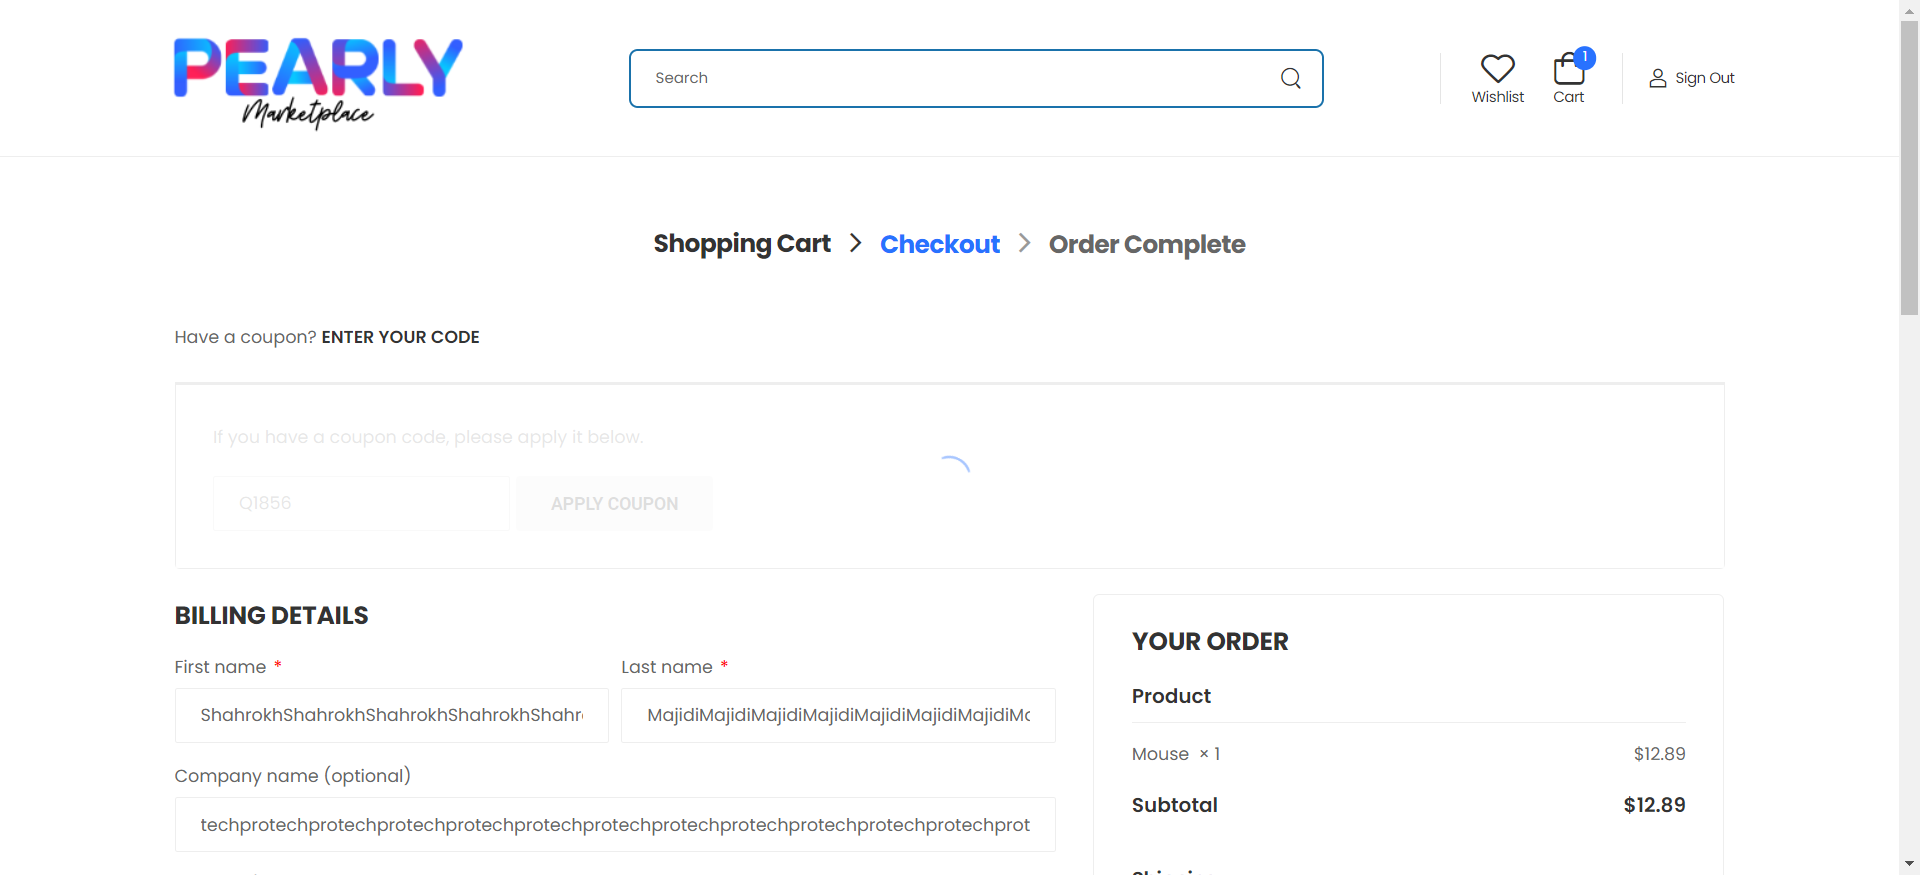 PEARLY
Marketplace
Search
Wishlist
1
Cart
Sign Out
Shopping Cart
Checkout
Order Complete
Have a coupon? ENTER YOUR CODE
If you have a coupon code, please apply it below.
Q1856
APPLY COUPON
BILLING DETAILS
First name *
Last name *
ShahrokhShahrokhShahrokhShahrokhShahr
MajidiMajidiMajidiMajidiMajidiMajidiMajidiMa
Company name (optional)
techprotechprotechprotechprotechprotechprotechprotechprotechprotechprotechprotechprot
YOUR ORDER
Product
Mouse × 1 $12.89
Subtotal $12.89